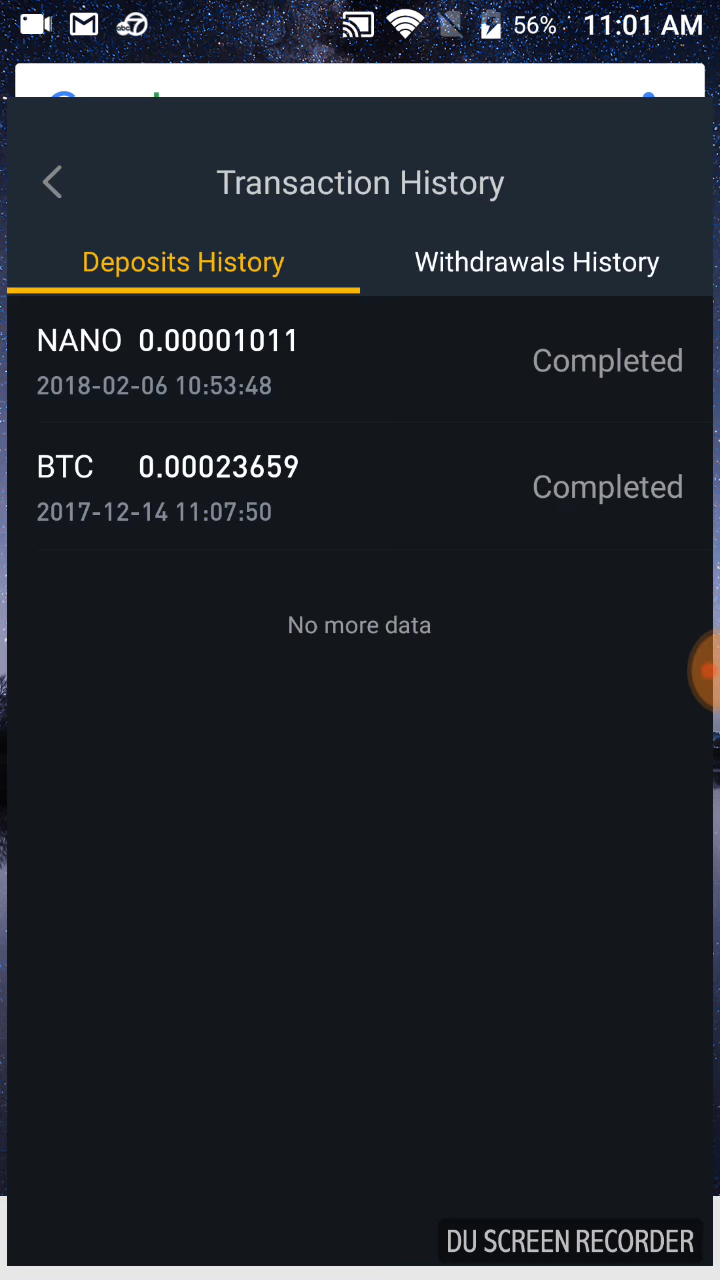 abc7 56% 11:01 AM
Transaction History
Deposits History Withdrawals History
NANO 0.00001011
Completed
2018-02-06 10:53:48
BTC 0.00023659
Completed
2017-12-14 11:07:50
No more data
DU SCREEN RECORDER